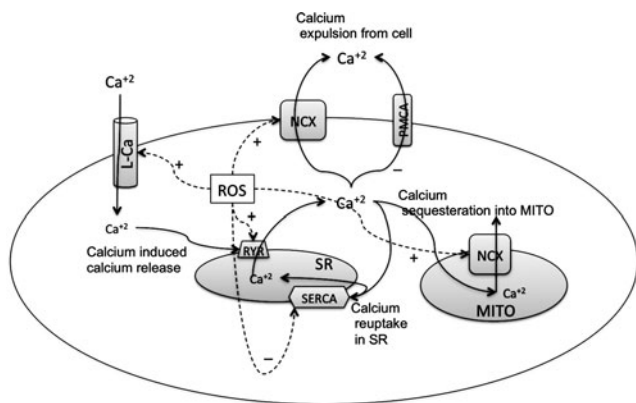 Calcium
expulsion from cell
Ca+2
Ca+2
NCX
PMCA
L-Ca
+
+
–
ROS
+
Ca+2
Calcium
sequesteration into MITO
Ca+2
Calcium induced
calcium release
RYR
SR
Ca+2
SERCA
+
NCX
Ca+2
MITO
Calcium
reuptake
in SR
–